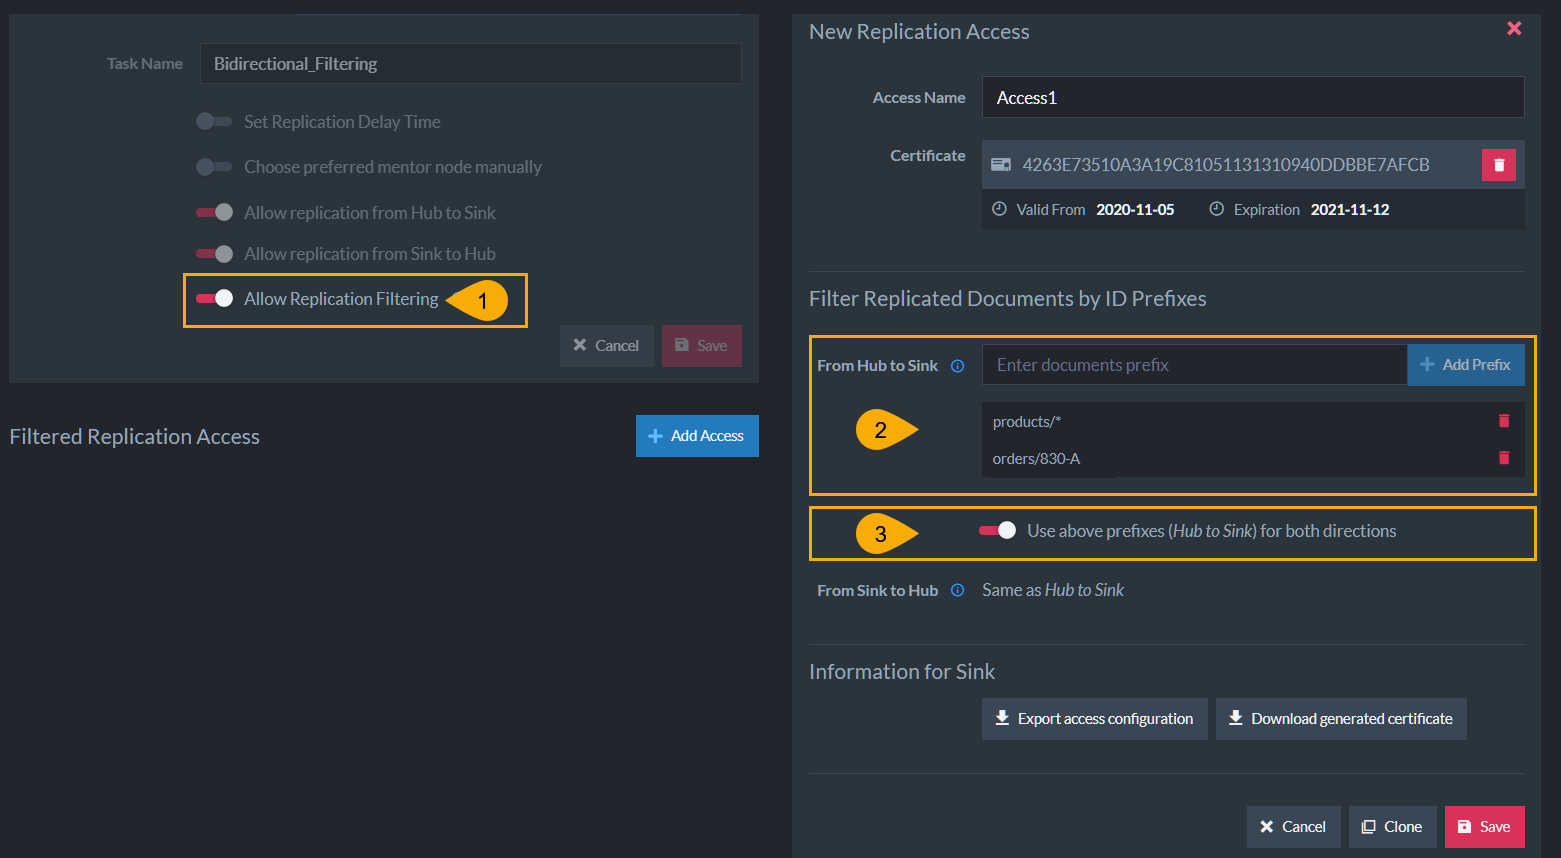 Task Name
Bidirectional_Filtering
Set Replication Delay Time
Choose preferred mentor node manually
Allow replication from Hub to Sink
Allow replication from Sink to Hub
Allow Replication Filtering
1
Cancel
Save
Filtered Replication Access
Add Access
New Replication Access
Access Name
Access1
Certificate
4263E73510A3A19C81051131310940DDBBE7AFCB
Valid From 2020-11-05 Expiration 2021-11-12
Filter Replicated Documents by ID Prefixes
From Hub to Sink
Enter documents prefix
Add Prefix
2
products/*
orders/830-A
3
Use above prefixes (Hub to Sink) for both directions
From Sink to Hub
Same as Hub to Sink
Information for Sink
Export access configuration
Download generated certificate
Cancel
Clone
Save